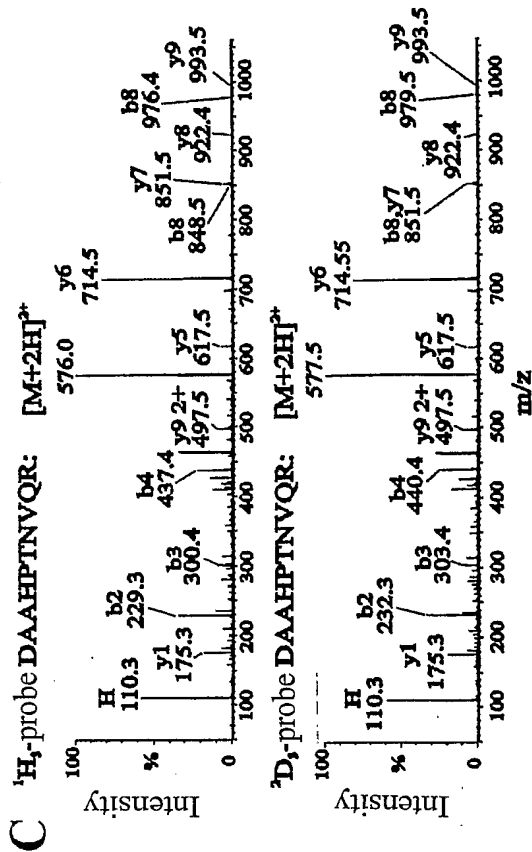 C
¹H₃-probe DAAHPTNVQR: [M+2H]²⁺
Intensity
100
%
0
H
110.3
y1
175.3
b2
229.3
b3
300.4
b4
437.4
y9 2+
497.5
576.0
y5
617.5
y6
714.5
b8
848.5
y7
851.5
y8
922.4
b8
976.4
y9
993.5
100 200 300 400 500 600 700 800 900 1000
²D₃-probe DAAHPTNVQR: [M+2H]²⁺
Intensity
100
%
0
H
110.3
y1
175.3
b2
232.3
b3
303.4
b4
440.4
y9 2+
497.5
577.5
y5
617.5
y6
714.55
b8,y7
851.5
y8
922.4
b8
979.5
y9
993.5
100 200 300 400 500 600 700 800 900 1000
m/z